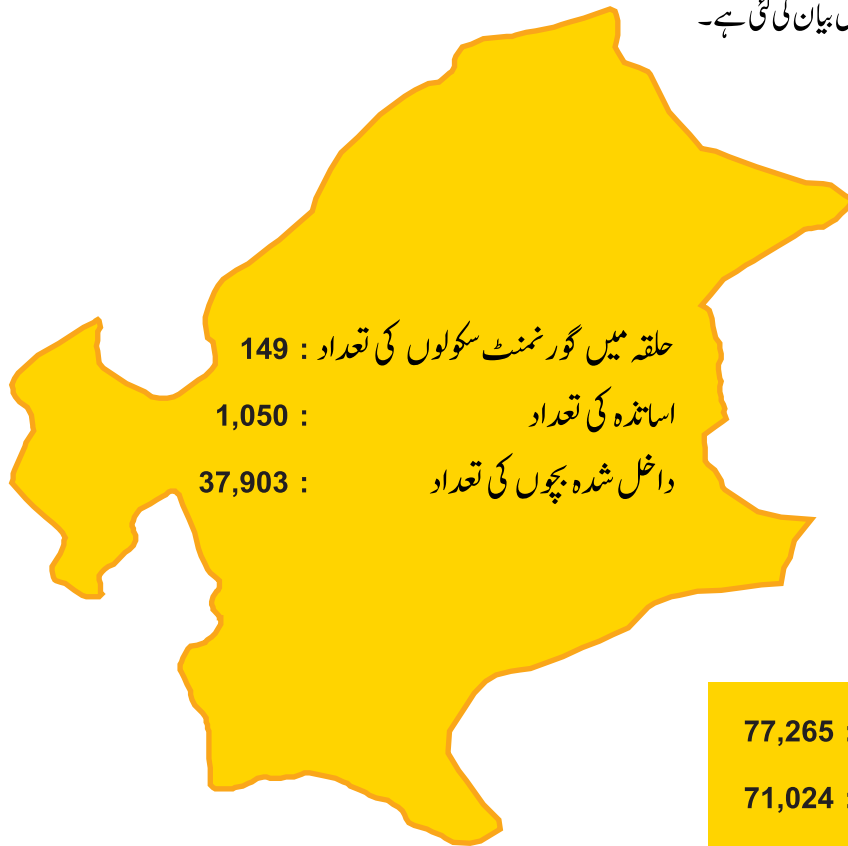 بیان کی گئی ہے۔
حلقہ میں گورنمنٹ سکولوں کی تعداد : 149
اساتذہ کی تعداد : 1,050
داخل شدہ بچوں کی تعداد : 37,903
: 77,265
: 71,024